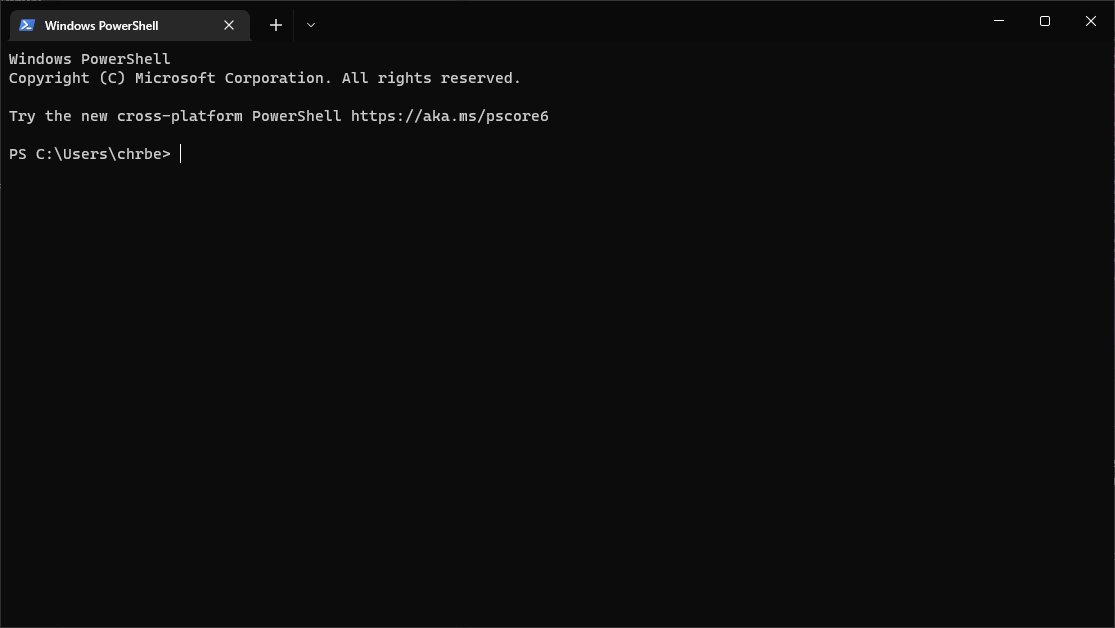 Windows PowerShell
Windows PowerShell
Copyright (C) Microsoft Corporation. All rights reserved.
Try the new cross-platform PowerShell https://aka.ms/pscore6
PS C:\Users\chrbe>